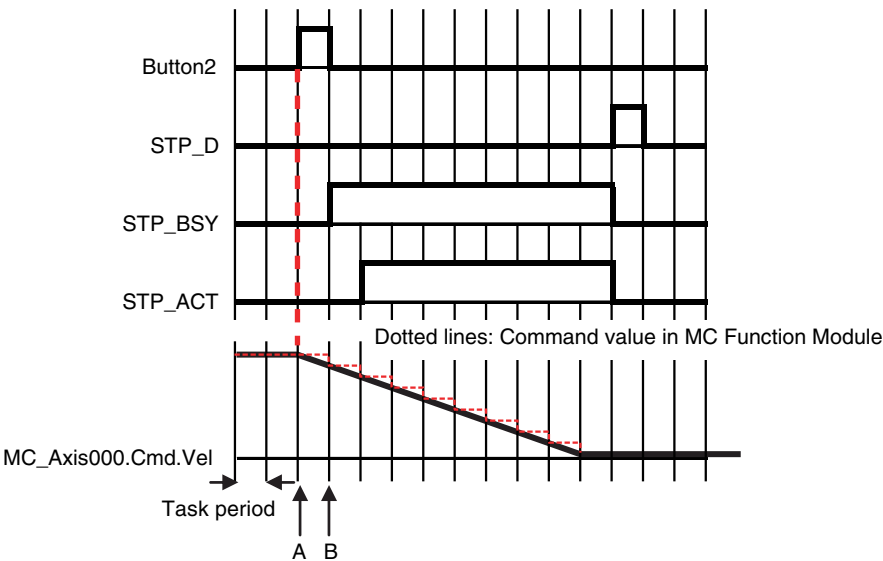 Button2
STP_D
STP_BSY
STP_ACT
Dotted lines: Command value in MC Function Module
MC_Axis000.Cmd.Vel
Task period
A B